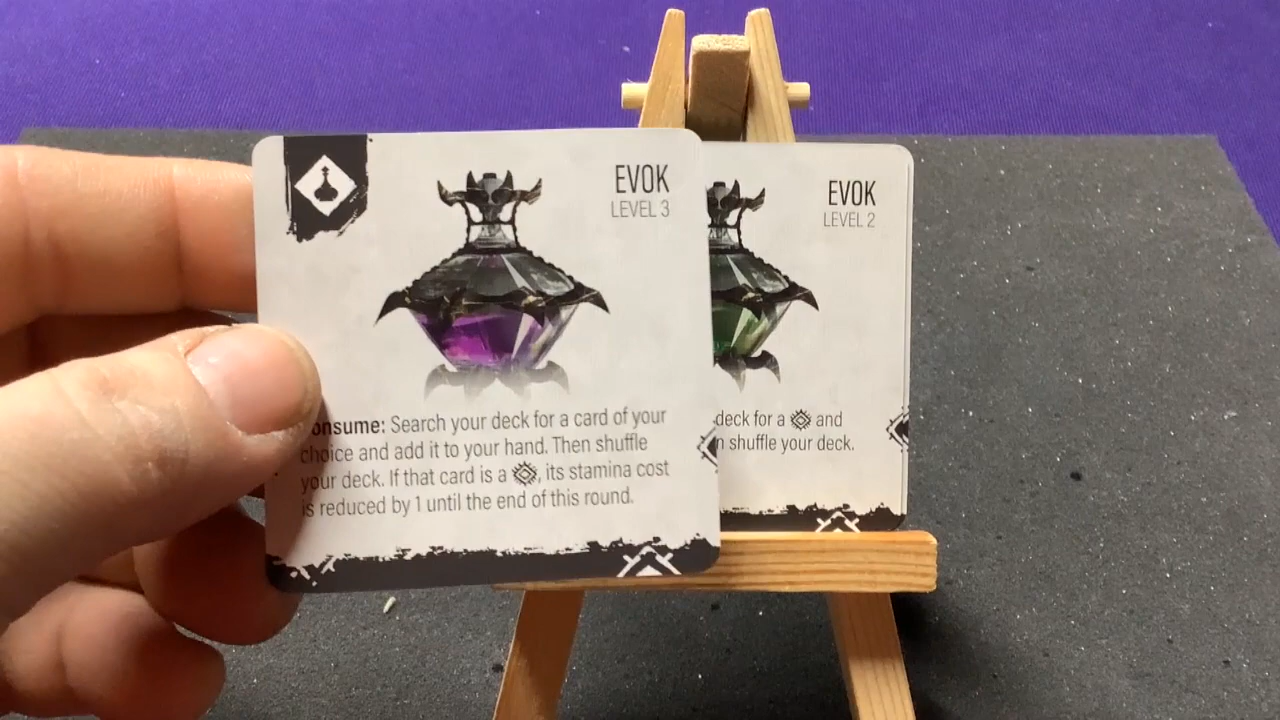 EVOK
LEVEL 3
onsume: Search your deck for a card of your
choice and add it to your hand. Then shuffle
your deck. If that card is a , its stamina cost
is reduced by 1 until the end of this round.
EVOK
LEVEL 2
deck for a and
n shuffle your deck.